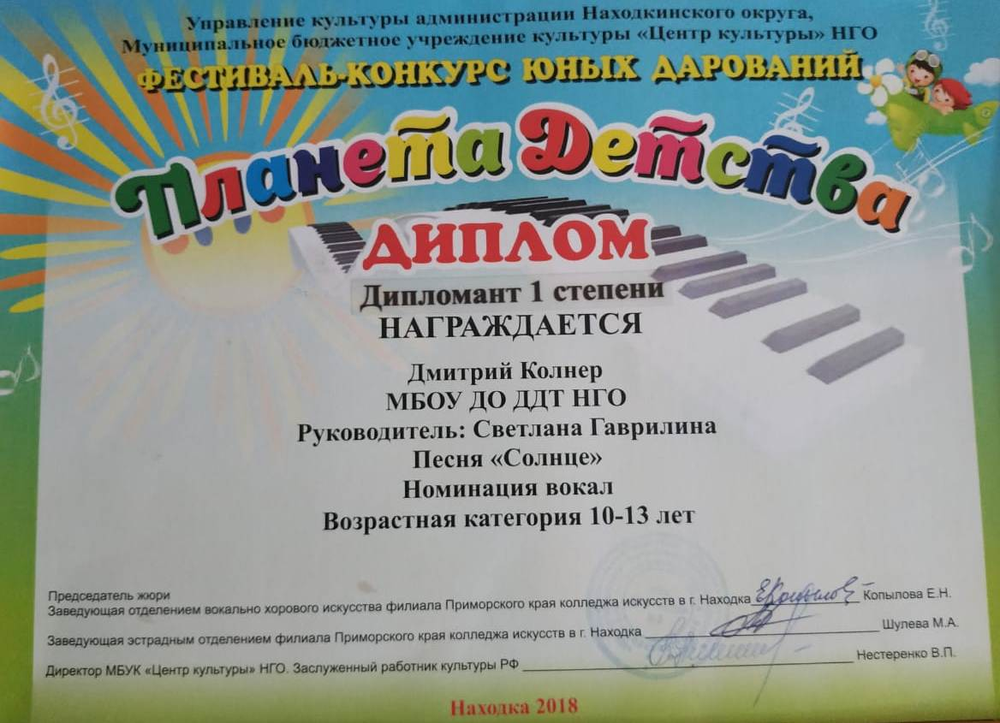 Управление культуры администрации Находкинского округа,
Муниципальное бюджетное учреждение культуры «Центр культуры» НГО
ФЕСТИВАЛЬ-КОНКУРС ЮНЫХ ДАРОВАНИЙ
Планета Детства
ДИПЛОМ
Дипломант 1 степени
НАГРАЖДАЕТСЯ
Дмитрий Колнер
МБОУ ДО ДДТ НГО
Руководитель: Светлана Гаврилина
Песня «Солнце»
Номинация вокал
Возрастная категория 10-13 лет
Председатель жюри
Заведующая отделением вокально хорового искусства филиала Приморского края колледжа искусств в г. Находка Копылова Е.Н.
Заведующая эстрадным отделением филиала Приморского края колледжа искусств в г. Находка Шулева М.А.
Директор МБУК «Центр культуры» НГО. Заслуженный работник культуры РФ Нестеренко В.П.
Находка 2018